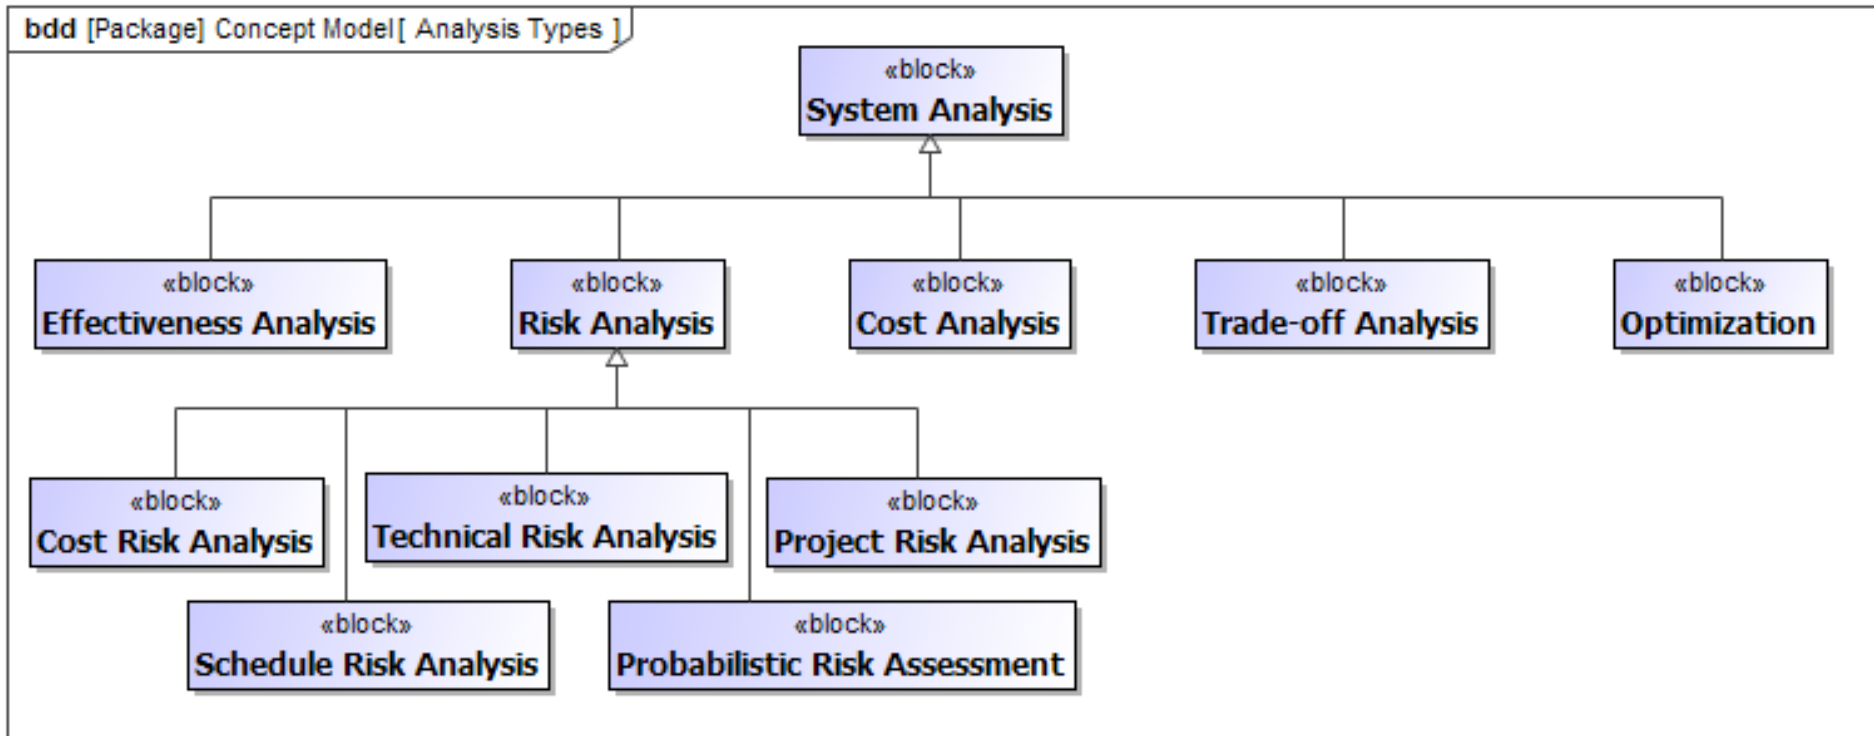 bdd [Package] Concept Model[ Analysis Types ]
«block»
System Analysis
«block»
Effectiveness Analysis
«block»
Risk Analysis
«block»
Cost Analysis
«block»
Trade-off Analysis
«block»
Optimization
«block»
Cost Risk Analysis
«block»
Technical Risk Analysis
«block»
Project Risk Analysis
«block»
Schedule Risk Analysis
«block»
Probabilistic Risk Assessment